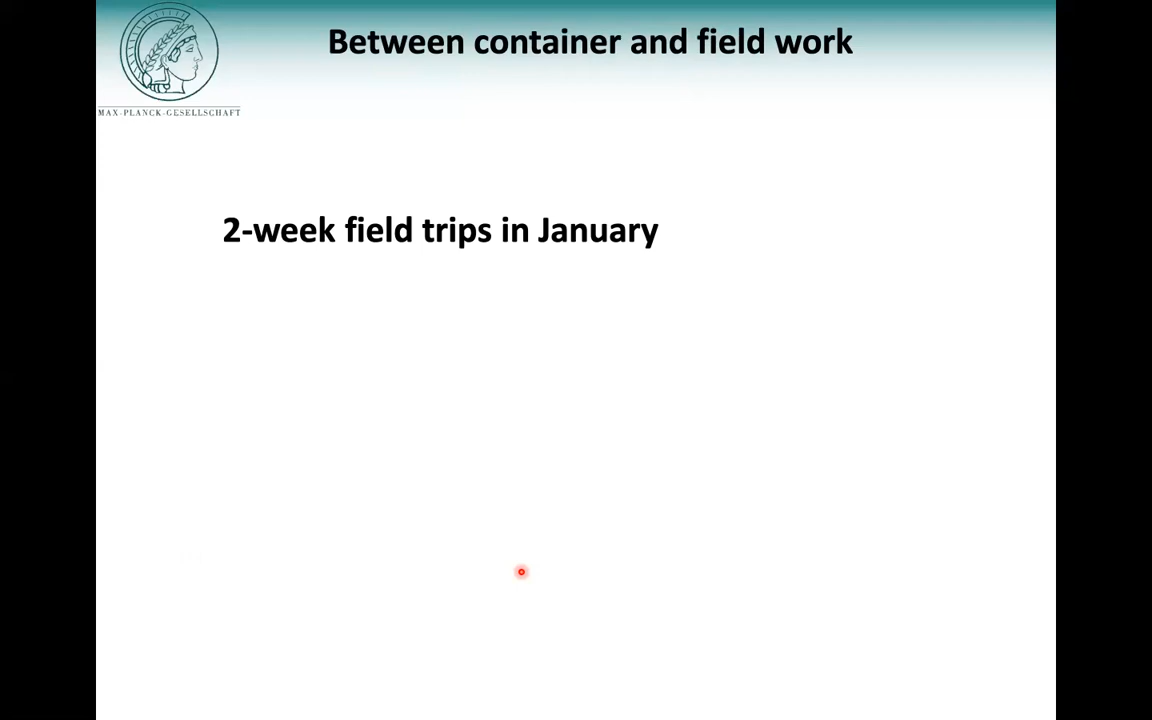 Between container and field work
MAX-PLANCK-GESELLSCHAFT
2-week field trips in January